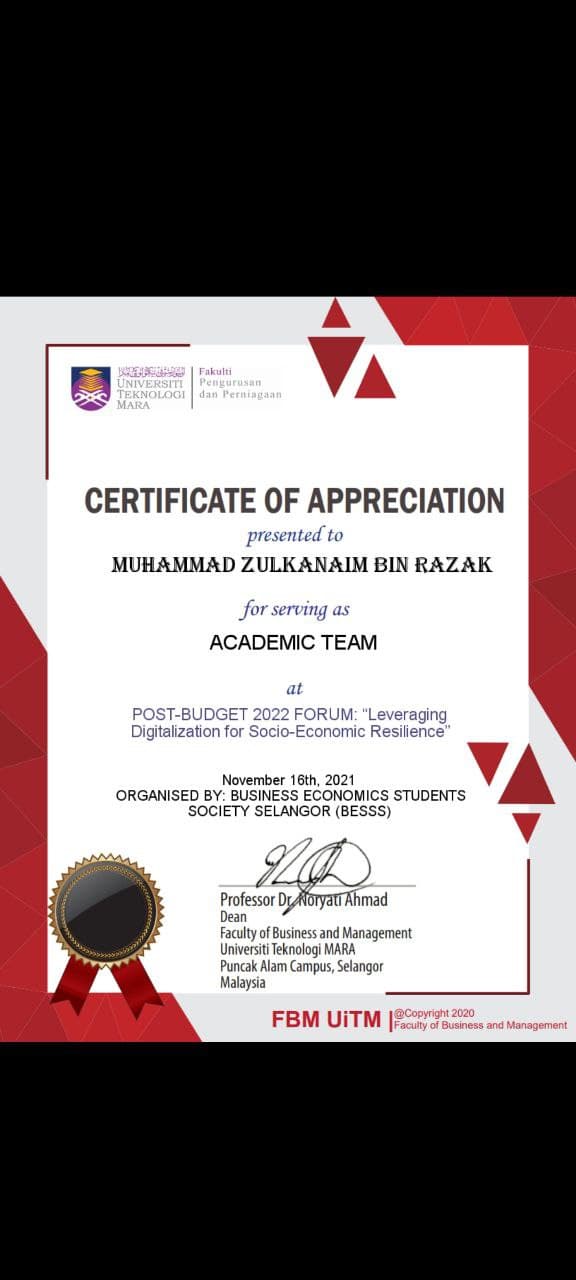 UNIVERSITI
TEKNOLOGI
MARA
Fakulti
Pengurusan
dan Perniagaan
CERTIFICATE OF APPRECIATION
presented to
MUHAMMAD ZULKANAIM BIN RAZAK
for serving as
ACADEMIC TEAM
at
POST-BUDGET 2022 FORUM: “Leveraging
Digitalization for Socio-Economic Resilience”
November 16th, 2021
ORGANISED BY: BUSINESS ECONOMICS STUDENTS
SOCIETY SELANGOR (BESSS)
Professor Dr. Noryati Ahmad
Dean
Faculty of Business and Management
Universiti Teknologi MARA
Puncak Alam Campus, Selangor
Malaysia
FBM UiTM
@Copyright 2020
Faculty of Business and Management